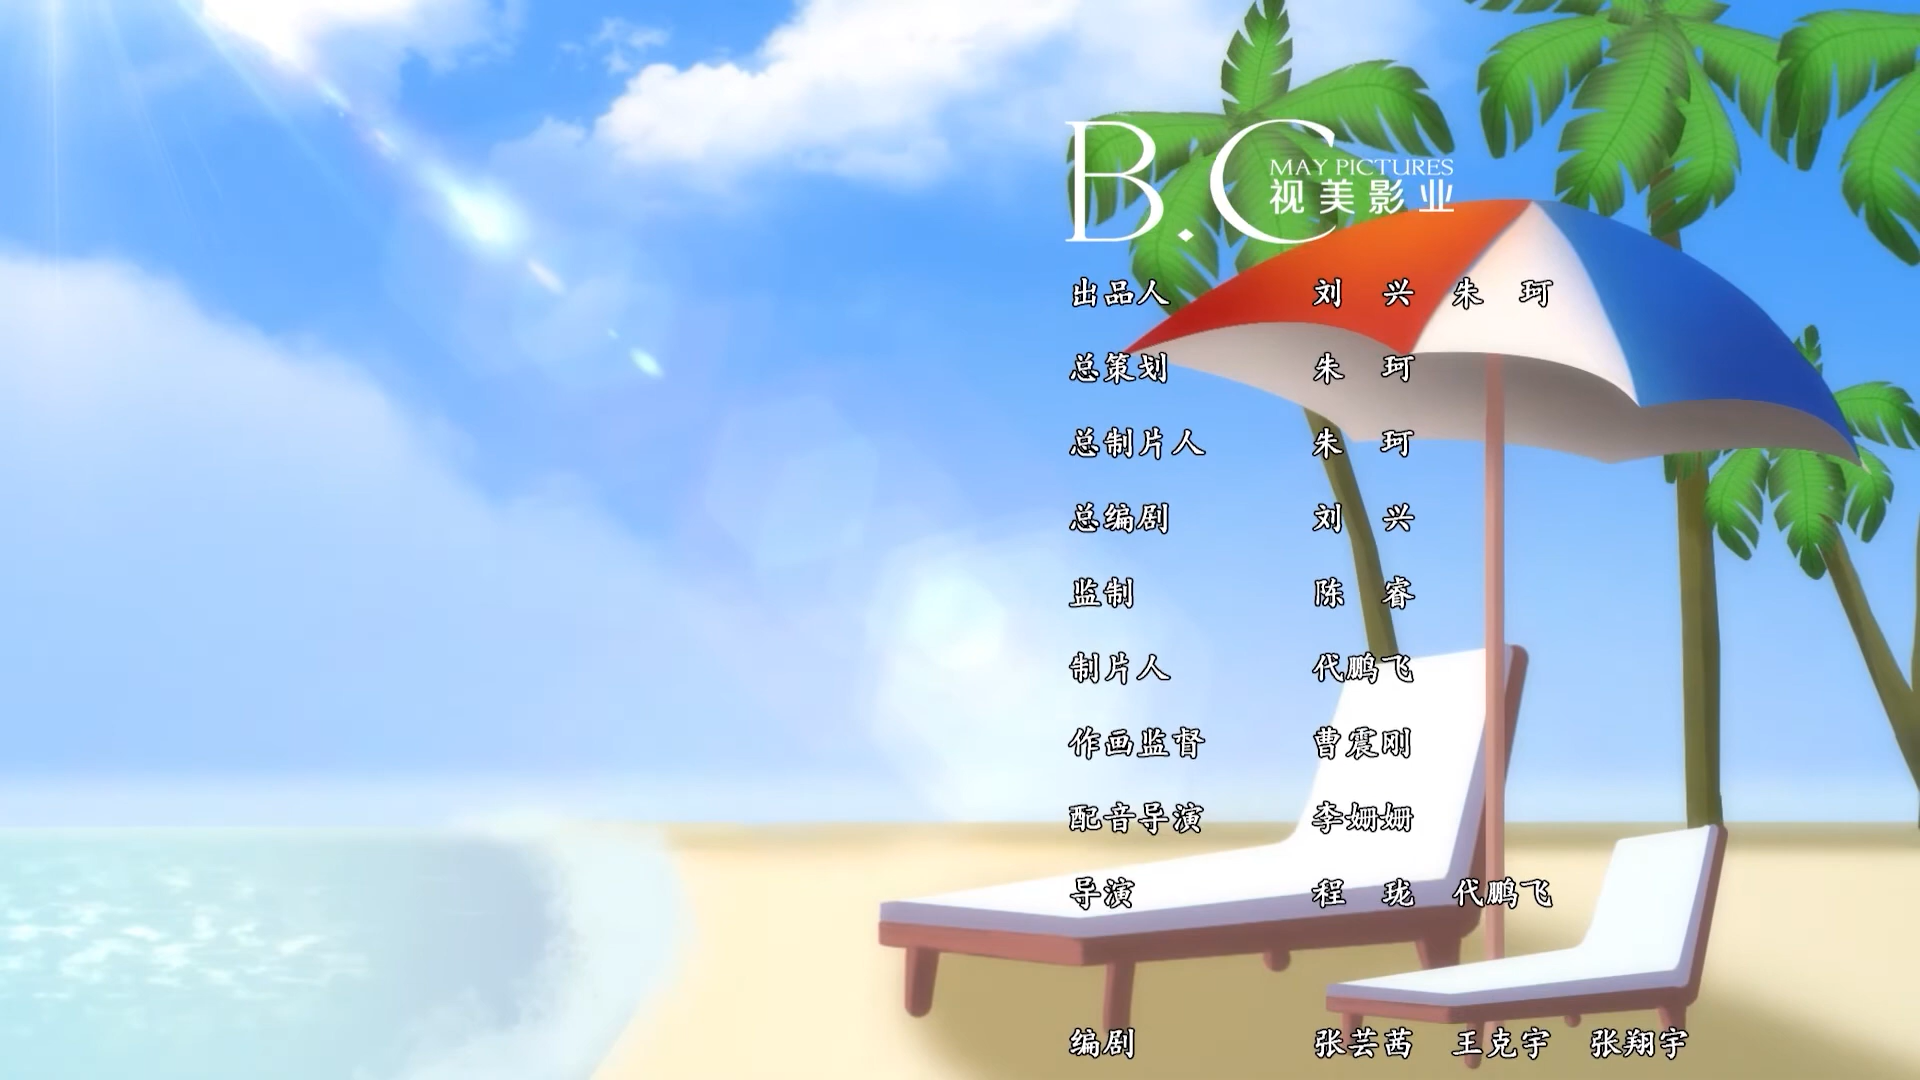 B.C
MAY PICTURES
视美影业
出品人 刘 兴 朱 珂
总策划 朱 珂
总制片人 朱 珂
总编剧 刘 兴
监制 陈 睿
制片人 代鹏飞
作画监督 曹震刚
配音导演 李姗姗
导演 程 珑 代鹏飞
编剧 张芸茜 王克宇 张翔宇